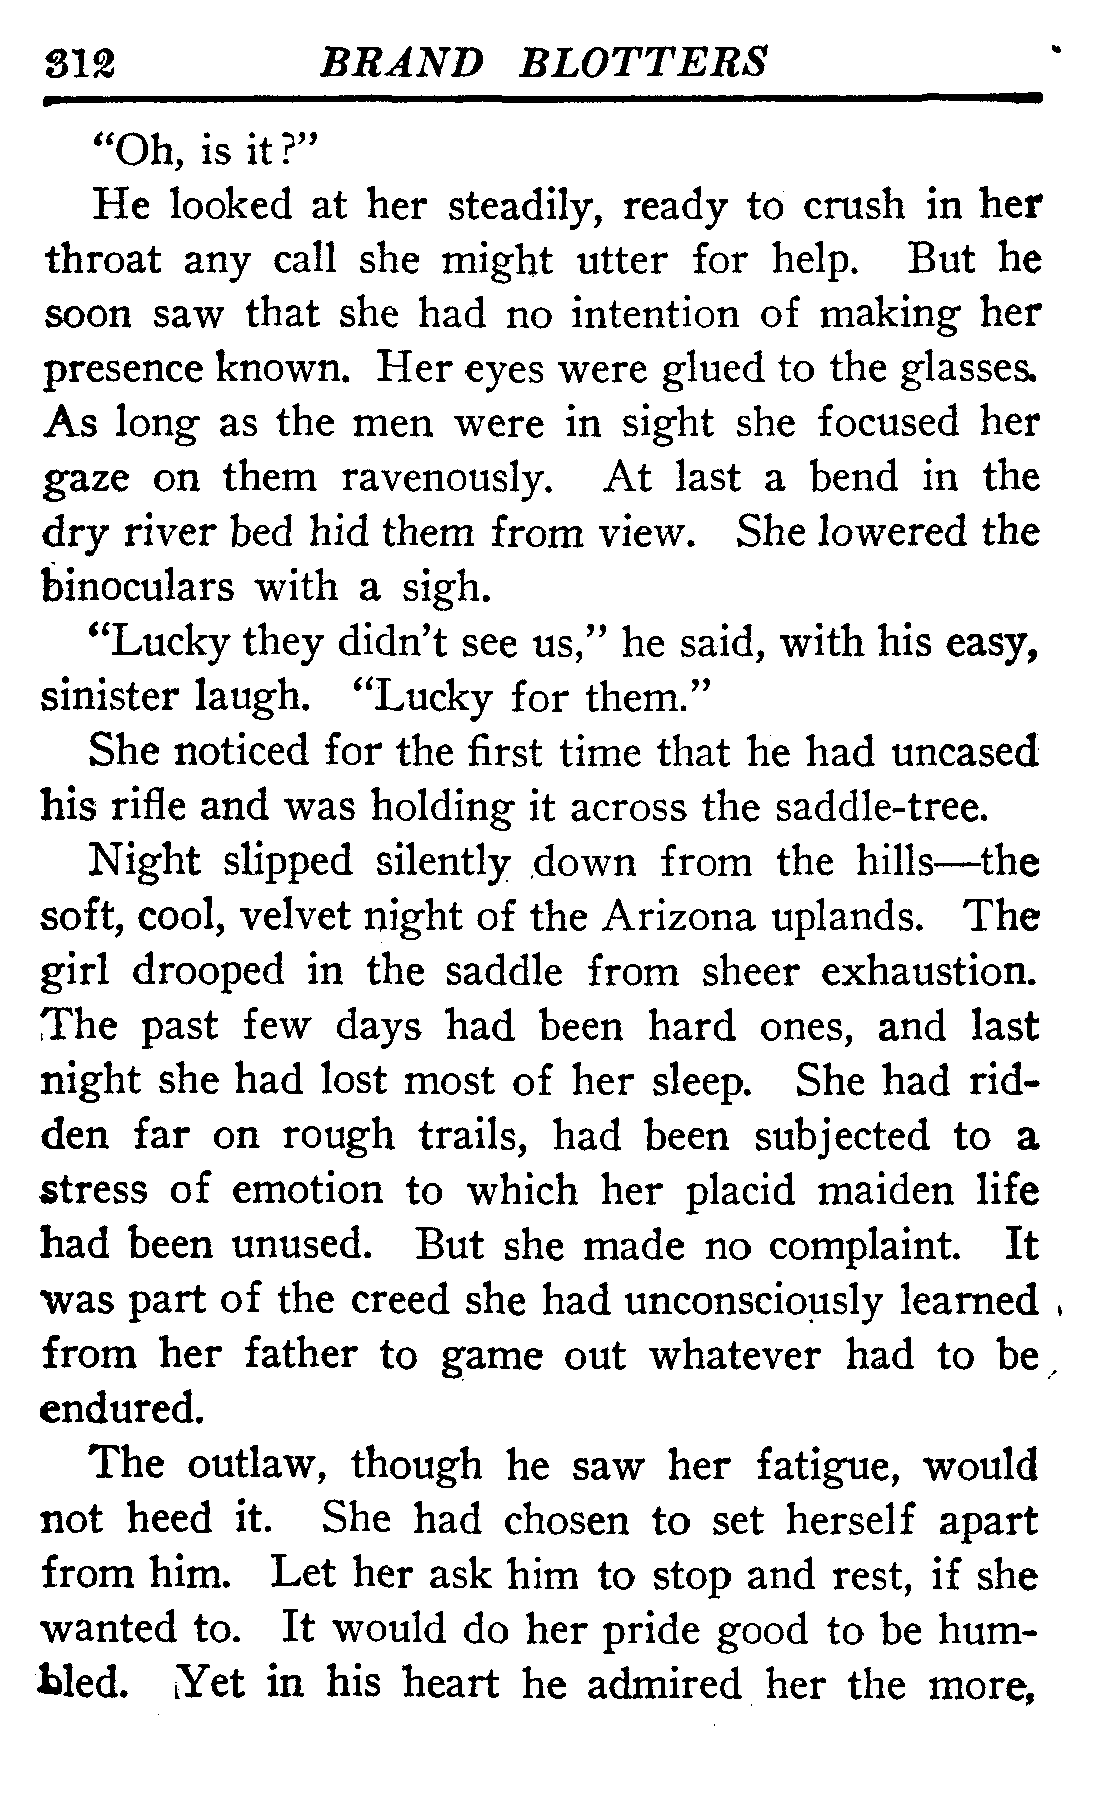 312 BRAND BLOTTERS
“Oh, is it?”
He looked at her steadily, ready to crush in her
throat any call she might utter for help. But he
soon saw that she had no intention of making her
presence known. Her eyes were glued to the glasses.
As long as the men were in sight she focused her
gaze on them ravenously. At last a bend in the
dry river bed hid them from view. She lowered the
binoculars with a sigh.
“Lucky they didn’t see us,” he said, with his easy,
sinister laugh. “Lucky for them.”
She noticed for the first time that he had uncased
his rifle and was holding it across the saddle-tree.
Night slipped silently down from the hills—the
soft, cool, velvet night of the Arizona uplands. The
girl drooped in the saddle from sheer exhaustion.
The past few days had been hard ones, and last
night she had lost most of her sleep. She had rid-
den far on rough trails, had been subjected to a
stress of emotion to which her placid maiden life
had been unused. But she made no complaint. It
was part of the creed she had unconsciously learned
from her father to game out whatever had to be
endured.
The outlaw, though he saw her fatigue, would
not heed it. She had chosen to set herself apart
from him. Let her ask him to stop and rest, if she
wanted to. It would do her pride good to be hum-
bled. Yet in his heart he admired her the more,